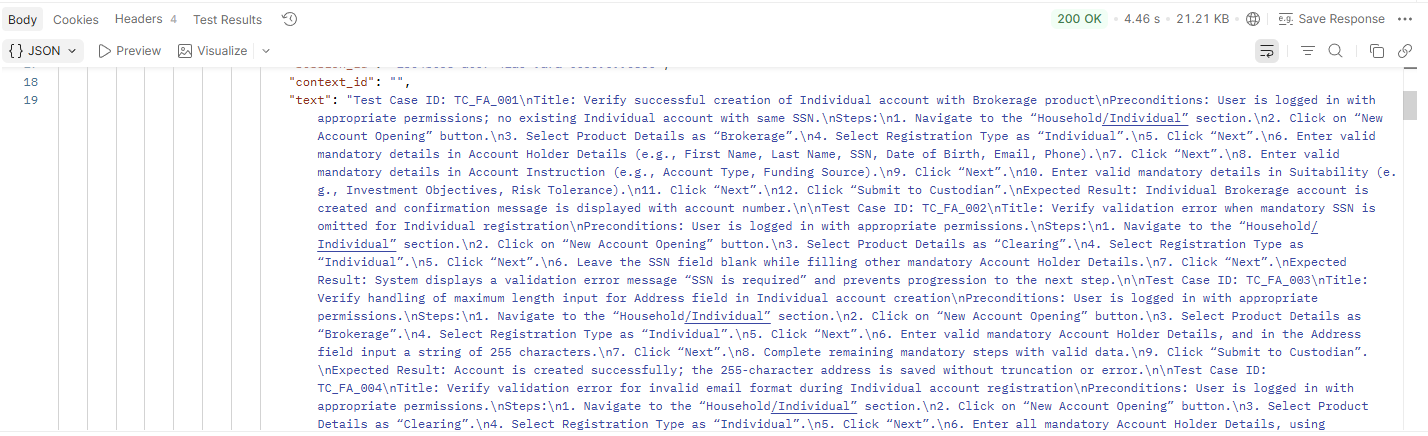 Body Cookies Headers 4 Test Results 200 OK • 4.46 s • 21.21 KB • e.g. Save Response
{} JSON Preview Visualize
18 "context_id": "",
19 "text": "Test Case ID: TC_FA_001\nTitle: Verify successful creation of Individual account with Brokerage product\nPreconditions: User is logged in with
appropriate permissions; no existing Individual account with same SSN.\nSteps:\n1. Navigate to the “Household/Individual” section.\n2. Click on “New
Account Opening” button.\n3. Select Product Details as “Brokerage”.\n4. Select Registration Type as “Individual”.\n5. Click “Next”.\n6. Enter valid
mandatory details in Account Holder Details (e.g., First Name, Last Name, SSN, Date of Birth, Email, Phone).\n7. Click “Next”.\n8. Enter valid
mandatory details in Account Instruction (e.g., Account Type, Funding Source).\n9. Click “Next”.\n10. Enter valid mandatory details in Suitability (e.
g., Investment Objectives, Risk Tolerance).\n11. Click “Next”.\n12. Click “Submit to Custodian”.\nExpected Result: Individual Brokerage account is
created and confirmation message is displayed with account number.\n\nTest Case ID: TC_FA_002\nTitle: Verify validation error when mandatory SSN is
omitted for Individual registration\nPreconditions: User is logged in with appropriate permissions.\nSteps:\n1. Navigate to the “Household/
Individual” section.\n2. Click on “New Account Opening” button.\n3. Select Product Details as “Clearing”.\n4. Select Registration Type as
“Individual”.\n5. Click “Next”.\n6. Leave the SSN field blank while filling other mandatory Account Holder Details.\n7. Click “Next”.\nExpected
Result: System displays a validation error message “SSN is required” and prevents progression to the next step.\n\nTest Case ID: TC_FA_003\nTitle:
Verify handling of maximum length input for Address field in Individual account creation\nPreconditions: User is logged in with appropriate
permissions.\nSteps:\n1. Navigate to the “Household/Individual” section.\n2. Click on “New Account Opening” button.\n3. Select Product Details as
“Brokerage”.\n4. Select Registration Type as “Individual”.\n5. Click “Next”.\n6. Enter valid mandatory Account Holder Details, and in the Address
field input a string of 255 characters.\n7. Click “Next”.\n8. Complete remaining mandatory steps with valid data.\n9. Click “Submit to Custodian”.
\nExpected Result: Account is created successfully; the 255-character address is saved without truncation or error.\n\nTest Case ID:
TC_FA_004\nTitle: Verify validation error for invalid email format during Individual account registration\nPreconditions: User is logged in with
appropriate permissions.\nSteps:\n1. Navigate to the “Household/Individual” section.\n2. Click on “New Account Opening” button.\n3. Select Product
Details as “Clearing”.\n4. Select Registration Type as “Individual”.\n5. Click “Next”.\n6. Enter all mandatory Account Holder Details, using